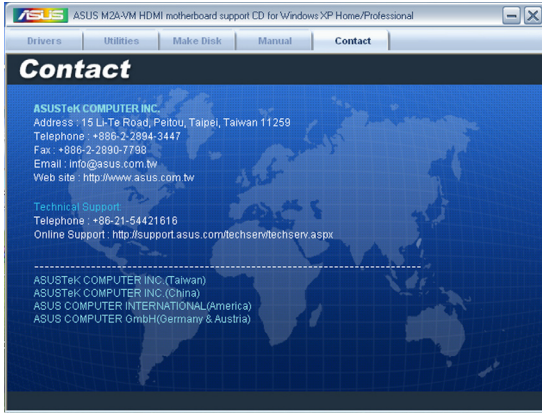 ASUS ASUS M2A-VM HDMI motherboard support CD for Windows XP Home/Professional
Drivers Utilities Make Disk Manual Contact
Contact
ASUSTeK COMPUTER INC.
Address : 15 Li-Te Road, Peitou, Taipei, Taiwan 11259
Telephone : +886-2-2894-3447
Fax : +886-2-2890-7798
Email : info@asus.com.tw
Web site : http://www.asus.com.tw
Technical Support:
Telephone : +86-21-54421616
Online Support : http://support.asus.com/techserv/techserv.aspx
ASUSTeK COMPUTER INC.(Taiwan)
ASUSTeK COMPUTER INC.(China)
ASUS COMPUTER INTERNATIONAL(America)
ASUS COMPUTER GmbH(Germany & Austria)